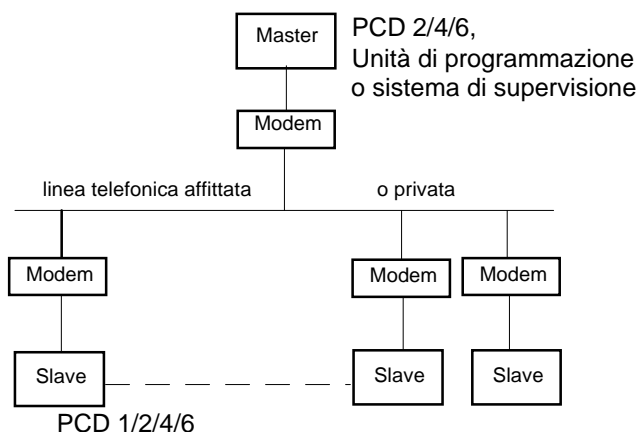 Master
PCD 2/4/6,
Unità di programmazione
o sistema di supervisione
Modem
linea telefonica affittata
o privata
Modem
Modem
Modem
Slave
Slave
Slave
PCD 1/2/4/6